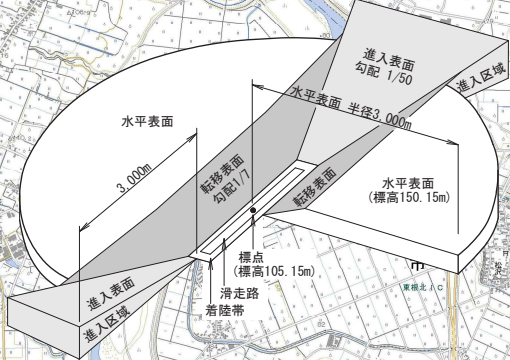 進入表面
勾配 1/50
進入区域
水平表面 半径3,000m
水平表面
3,000m
転移表面
勾配1/7
転移表面
水平表面
(標高150.15m)
標点
(標高105.15m)
滑走路
着陸帯
進入表面
進入区域
市
東根北IC